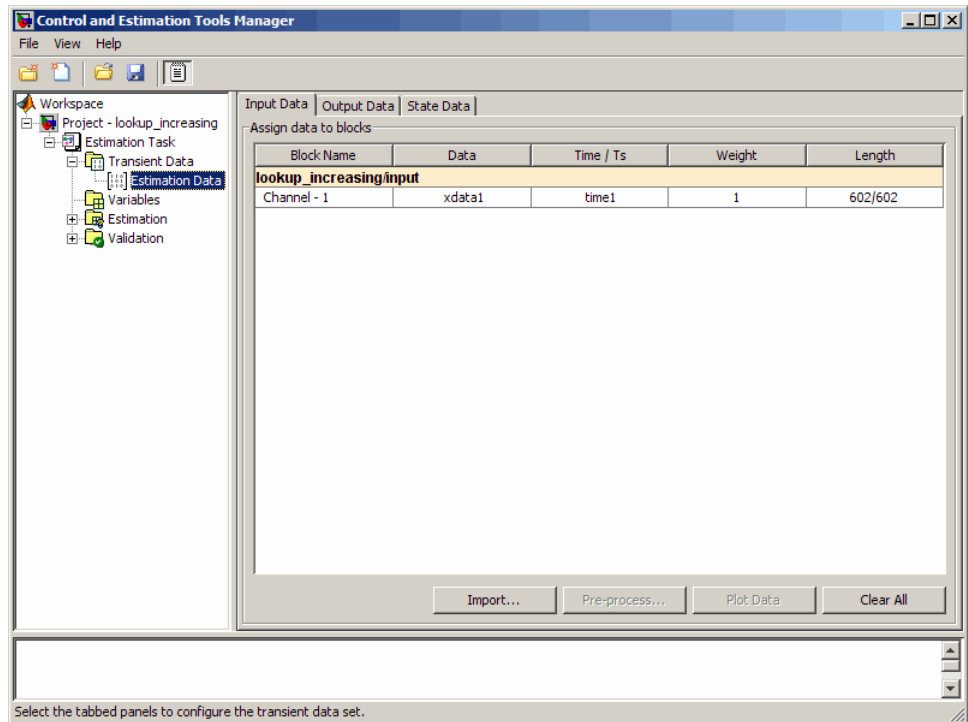 Control and Estimation Tools Manager
File View Help
Workspace
Project - lookup_increasing
Estimation Task
Transient Data
Estimation Data
Variables
Estimation
Validation
Input Data Output Data State Data
Assign data to blocks
Block Name Data Time / Ts Weight Length
lookup_increasing/input
Channel - 1 xdata1 time1 1 602/602
Import... Pre-process... Plot Data Clear All
Select the tabbed panels to configure the transient data set.